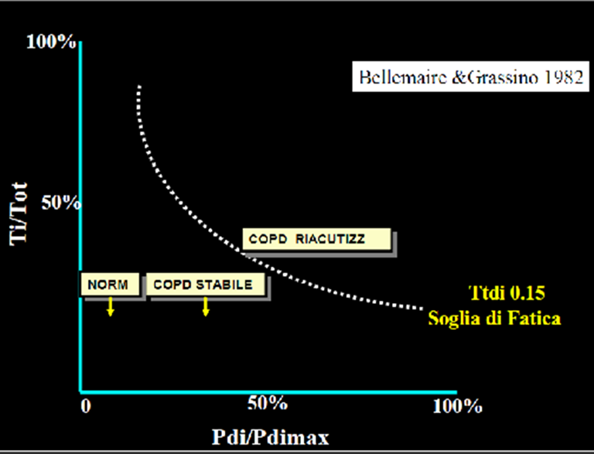 100%
Bellemaire &Grassino 1982
Ti/Tot
50%
COPD RIACUTIZZ
NORM
COPD STABILE
Ttdi 0.15
Soglia di Fatica
0
50%
100%
Pdi/Pdimax